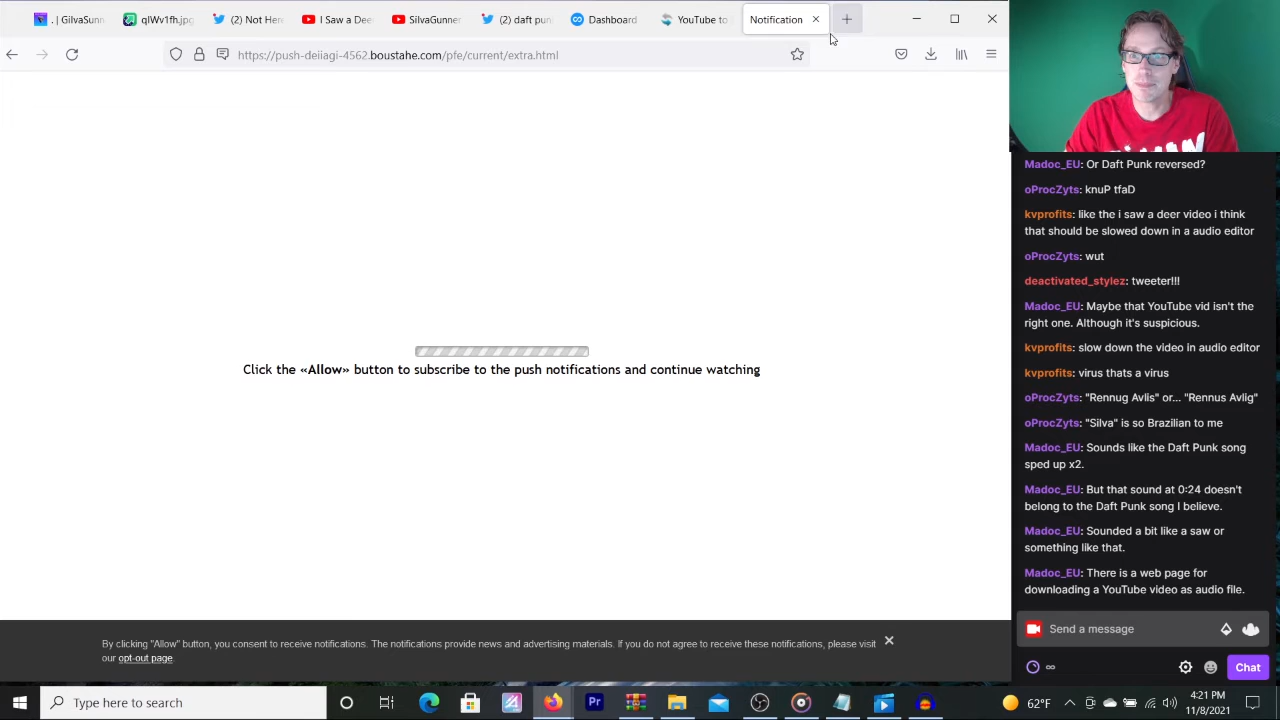 . | GilvaSunn
qIWv1fh.jpg
(2) Not Here
I Saw a Deer
SilvaGunner
(2) daft pun
Dashboard
YouTube to
Notification
https://push-deiiagi-4562.boustahe.com/pfe/current/extra.html
Click the «Allow» button to subscribe to the push notifications and continue watching
By clicking "Allow" button, you consent to receive notifications. The notifications provide news and advertising materials. If you do not agree to receive these notifications, please visit
our opt-out page.
Madoc_EU: Or Daft Punk reversed?
oProcZyts: knuP tfaD
kvprofits: like the i saw a deer video i think
that should be slowed down in a audio editor
oProcZyts: wut
deactivated_stylez: tweeter!!!
Madoc_EU: Maybe that YouTube vid isn't the
right one. Although it's suspicious.
kvprofits: slow down the video in audio editor
kvprofits: virus thats a virus
oProcZyts: "Rennug Avlis" or... "Rennus Avlig"
oProcZyts: "Silva" is so Brazilian to me
Madoc_EU: Sounds like the Daft Punk song
sped up x2.
Madoc_EU: But that sound at 0:24 doesn't
belong to the Daft Punk song I believe.
Madoc_EU: Sounded a bit like a saw or
something like that.
Madoc_EU: There is a web page for
downloading a YouTube video as audio file.
Send a message
∞
Chat
Type here to search
Pr
62°F
4:21 PM
11/8/2021